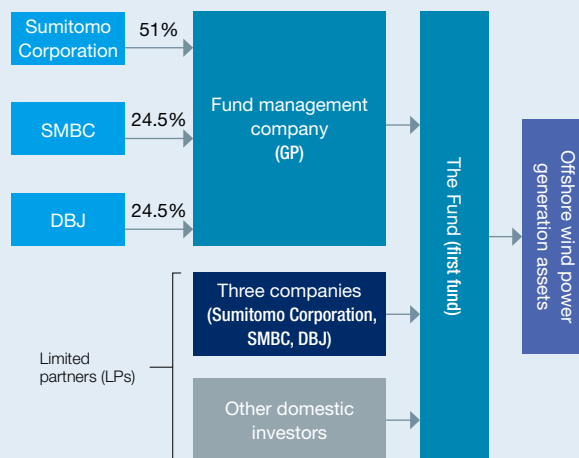 Sumitomo
Corporation
51%
SMBC
24.5%
DBJ
24.5%
Fund management
company
(GP)
Three companies
(Sumitomo Corporation,
SMBC, DBJ)
Limited
partners (LPs)
Other domestic
investors
The Fund (first fund)
Offshore wind power
generation assets